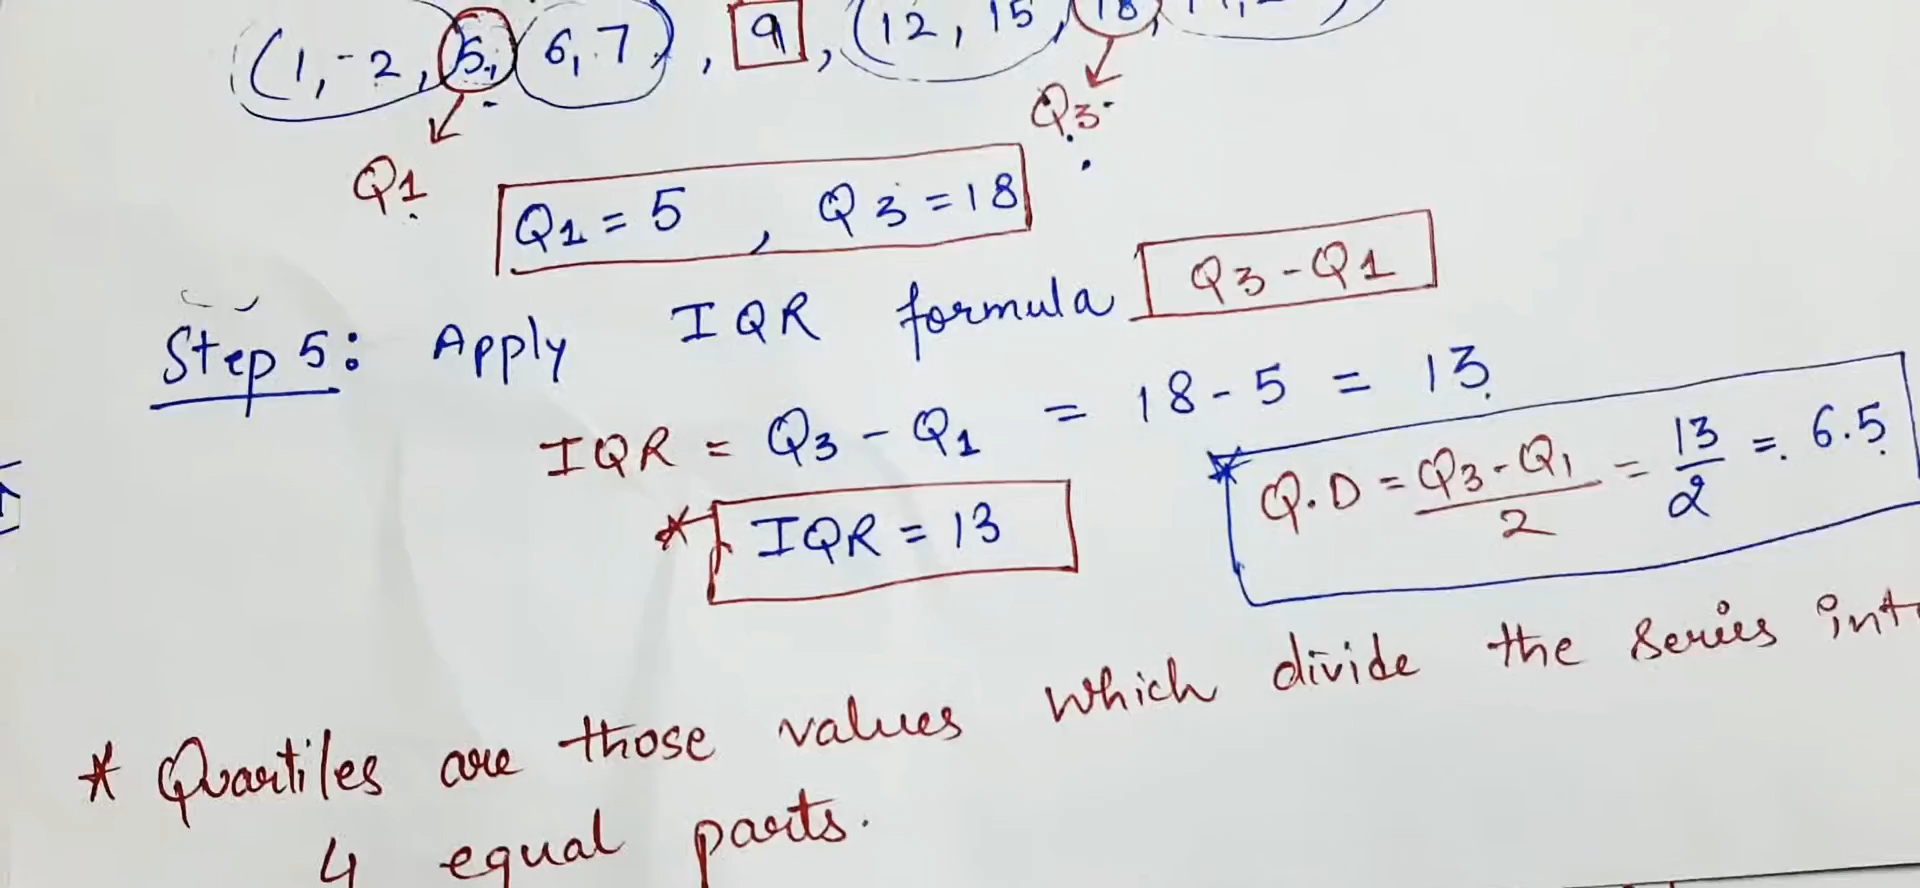 (1, 2, 5, 6, 7), 9, (12, 15, 18,
Q1 Q3
Q1 = 5 , Q3 = 18
Step 5: Apply IQR formula Q3 - Q1
IQR = Q3 - Q1 = 18 - 5 = 13
* IQR = 13
* Q.D = Q3 - Q1 / 2 = 13 / 2 = 6.5
* Quartiles are those values which divide the series int
4 equal parts.